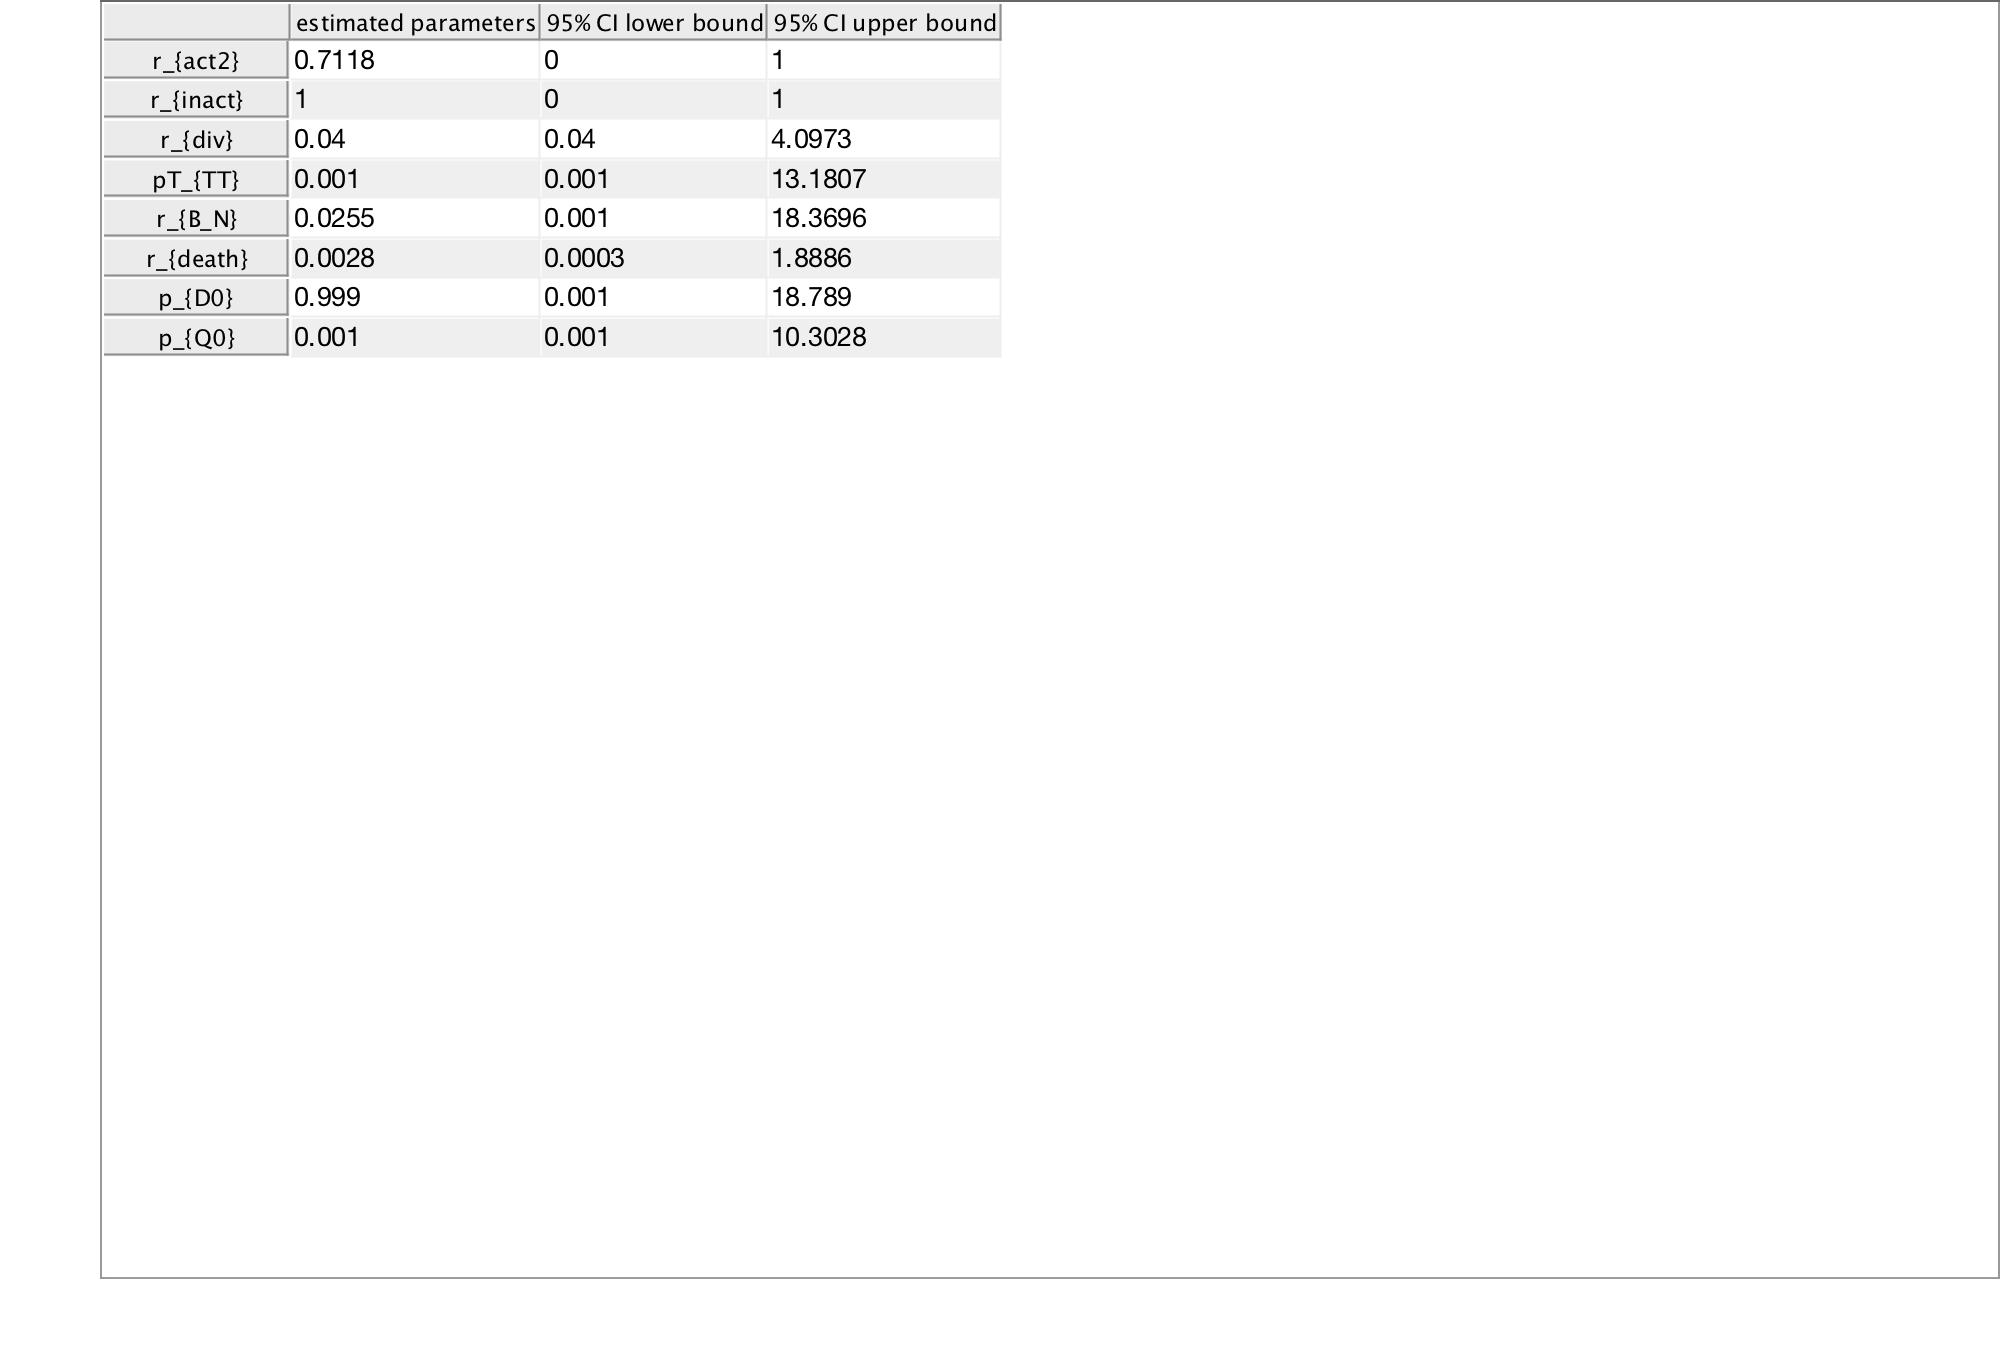 estimated parameters 95% CI lower bound 95% CI upper bound
r_{act2} 0.7118 0 1
r_{inact} 1 0 1
r_{div} 0.04 0.04 4.0973
pT_{TT} 0.001 0.001 13.1807
r_{B_N} 0.0255 0.001 18.3696
r_{death} 0.0028 0.0003 1.8886
p_{D0} 0.999 0.001 18.789
p_{Q0} 0.001 0.001 10.3028